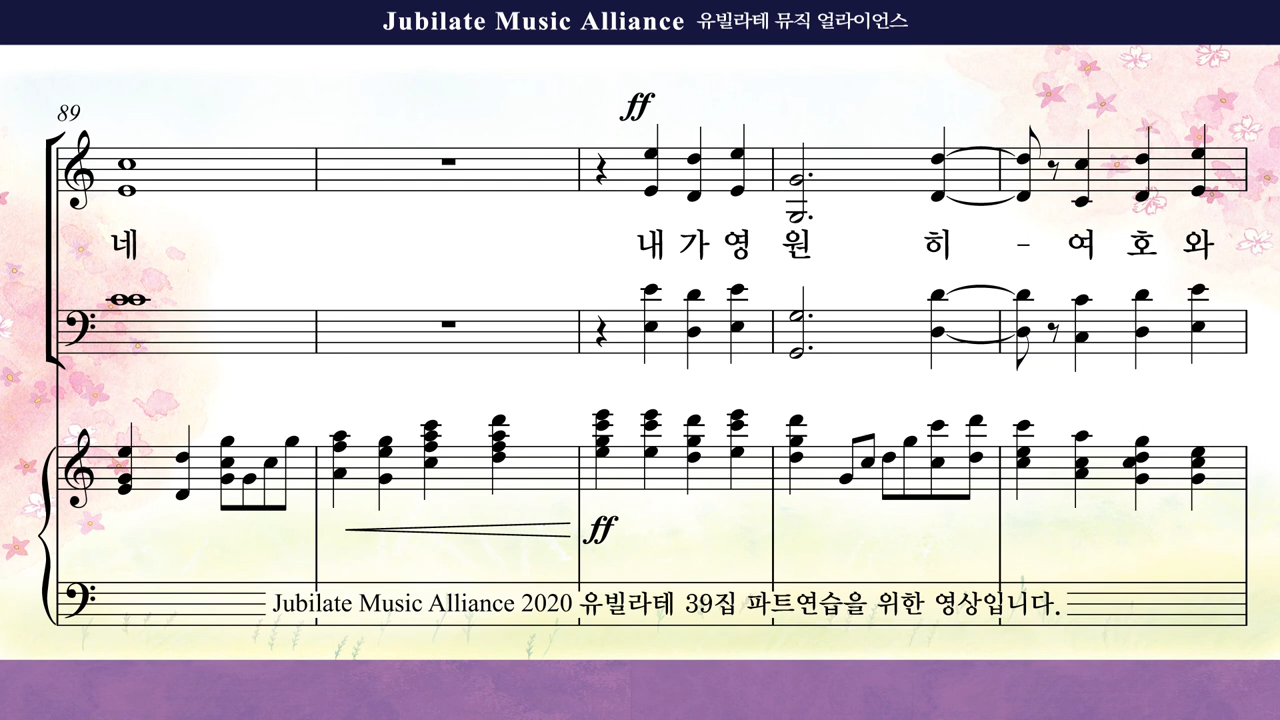 Jubilate Music Alliance 유빌라테 뮤직 얼라이언스
89
ff
네 내 가 영 원 히 - 여 호 와
ff
Jubilate Music Alliance 2020 유빌라테 39집 파트연습을 위한 영상입니다.